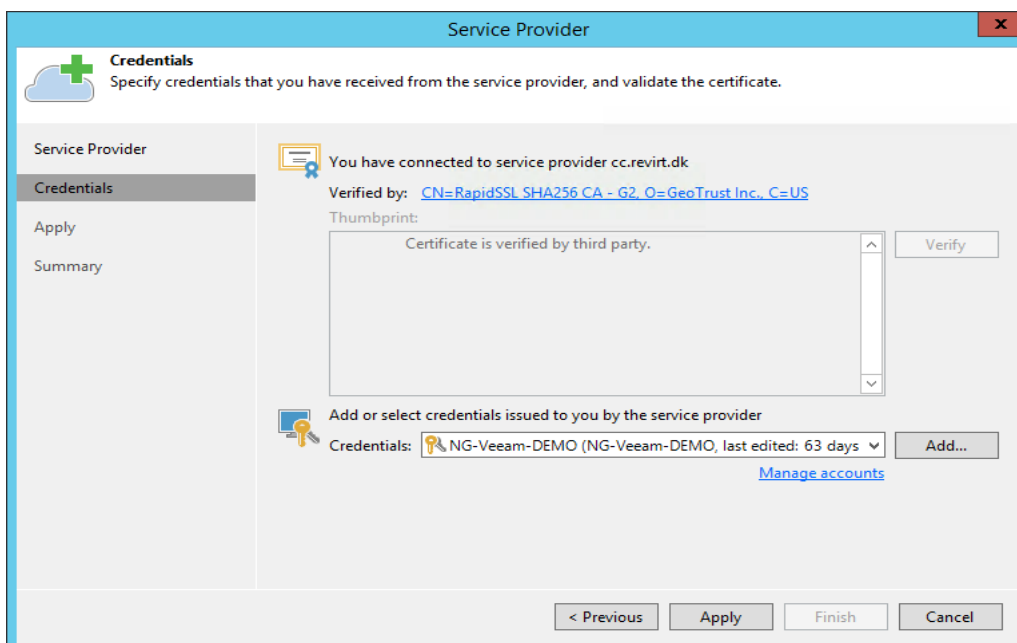 Service Provider
x
Credentials
Specify credentials that you have received from the service provider, and validate the certificate.
Service Provider
Credentials
Apply
Summary
You have connected to service provider cc.revirt.dk
Verified by: CN=RapidSSL SHA256 CA - G2, O=GeoTrust Inc., C=US
Thumbprint:
Certificate is verified by third party.
Verify
Add or select credentials issued to you by the service provider
Credentials: NG-Veeam-DEMO (NG-Veeam-DEMO, last edited: 63 days
Add...
Manage accounts
< Previous Apply Finish Cancel